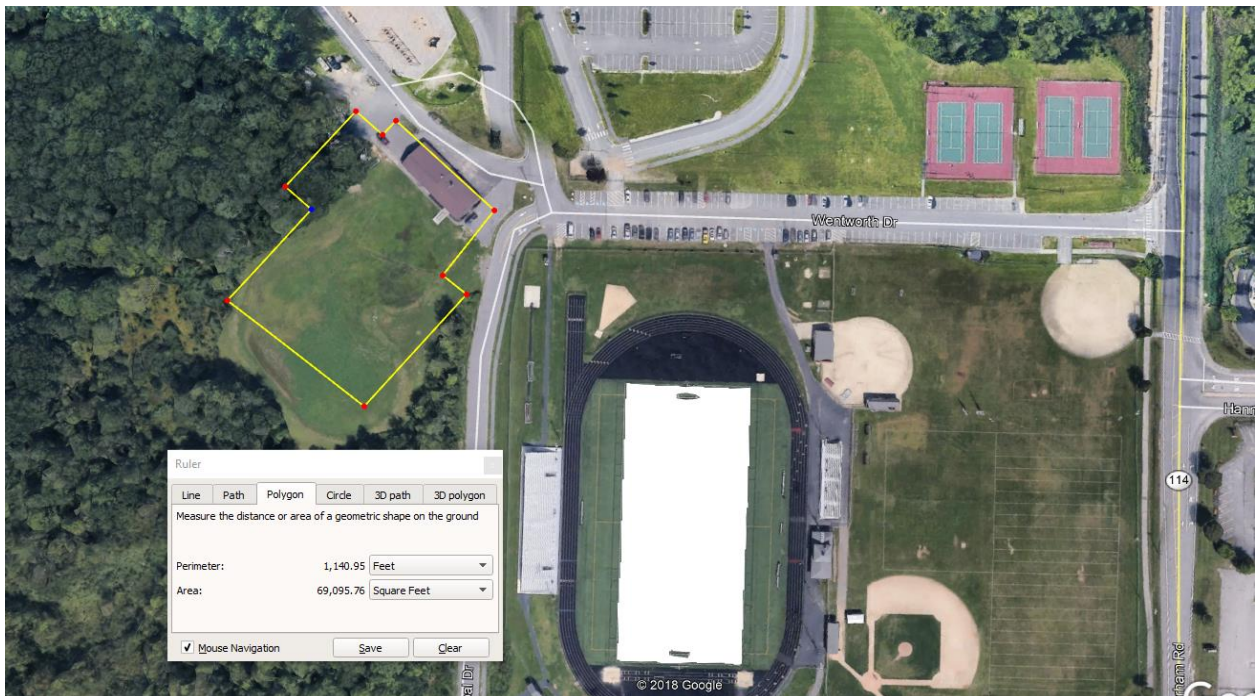 Wentworth Dr
Hann
114
Ruler
Line Path Polygon Circle 3D path 3D polygon
Measure the distance or area of a geometric shape on the ground
Perimeter: 1,140.95 Feet
Area: 69,095.76 Square Feet
Mouse Navigation Save Clear
© 2018 Google